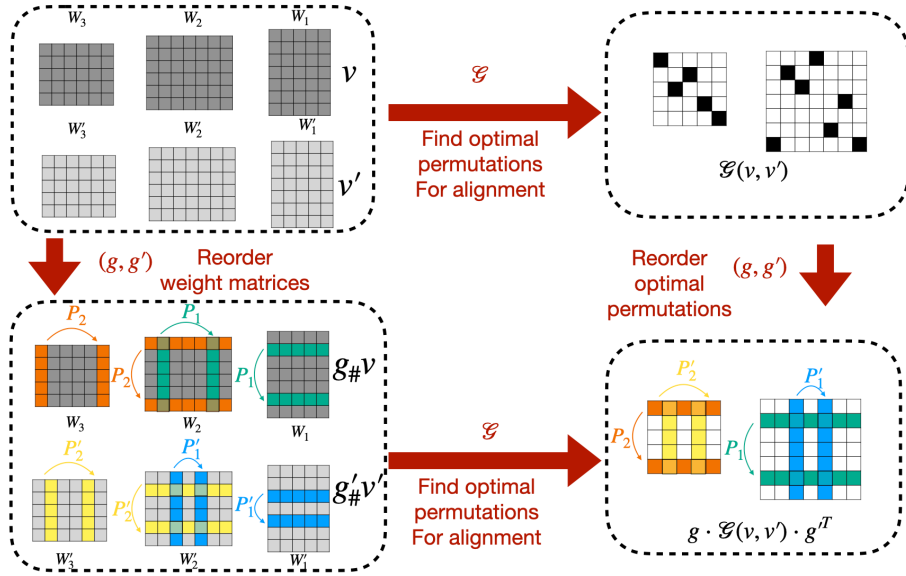 W₃ W₂ W₁
v
W′₃ W′₂ W′₁
v′
𝒢
Find optimal
permutations
For alignment
𝒢(v, v′)
(g, g′)
Reorder
weight matrices
Reorder
optimal
permutations
(g, g′)
P₂ P₁
P₂ P₁
g#v
W₃ W₂ W₁
P′₂ P′₁
P′₂ P′₁
g′#v′
W′₃ W′₂ W′₁
𝒢
Find optimal
permutations
For alignment
P′₂ P′₁
P₂ P₁
g · 𝒢(v, v′) · g′ᵀ